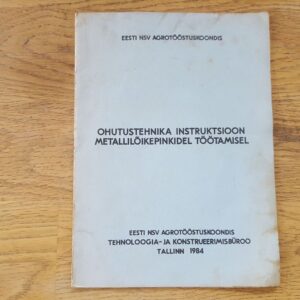 EESTI NSV AGROTÖÖSTUSKOONDIS
OHUTUSTEHNIKA INSTRUKTSIOON
METALLILÕIKEPINKIDEL TÖÖTAMISEL
EESTI NSV AGROTÖÖSTUSKOONDIS
TEHNOLOOGIA- JA KONSTRUEERIMISBÜROO
TALLINN 1984